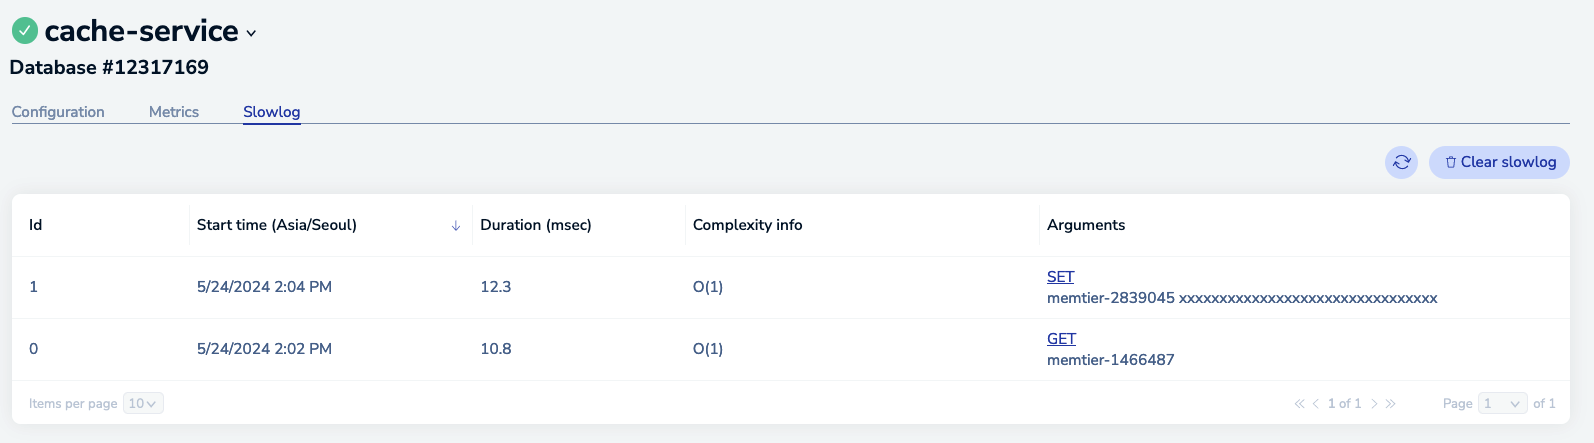 cache-service
Database #12317169
Configuration Metrics Slowlog
Clear slowlog
Id Start time (Asia/Seoul) Duration (msec) Complexity info Arguments
1 5/24/2024 2:04 PM 12.3 O(1) SET
memtier-2839045 xxxxxxxxxxxxxxxxxxxxxxxxxxxxxxxx
0 5/24/2024 2:02 PM 10.8 O(1) GET
memtier-1466487
Items per page 10 1 of 1 Page 1 of 1